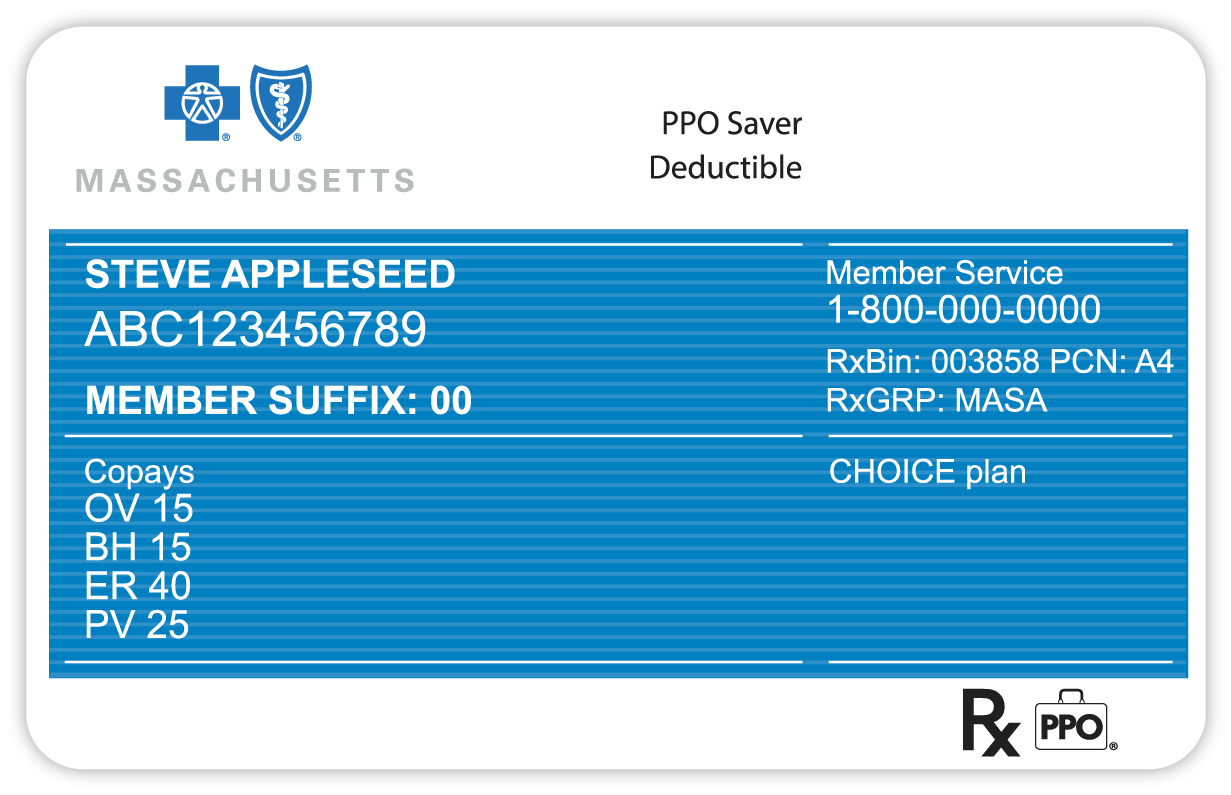 MASSACHUSETTS
PPO Saver
Deductible
STEVE APPLESEED
ABC123456789
MEMBER SUFFIX: 00
Member Service
1-800-000-0000
RxBin: 003858 PCN: A4
RxGRP: MASA
Copays
OV 15
BH 15
ER 40
PV 25
CHOICE plan
Rx
PPO®